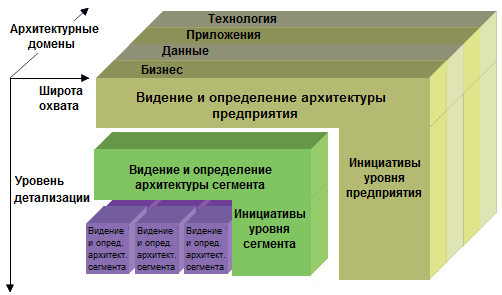 Архитектурные
домены
Технология
Приложения
Данные
Бизнес
Широта
охвата
Видение и определение архитектуры
предприятия
Инициативы
уровня
предприятия
Уровень
детализации
Видение и определение
архитектуры сегмента
Инициативы
уровня
сегмента
Видение
и опред.
архитект.
сегмента
Видение
и опред.
архитект.
сегмента
Видение
и опред.
архитект.
сегмента